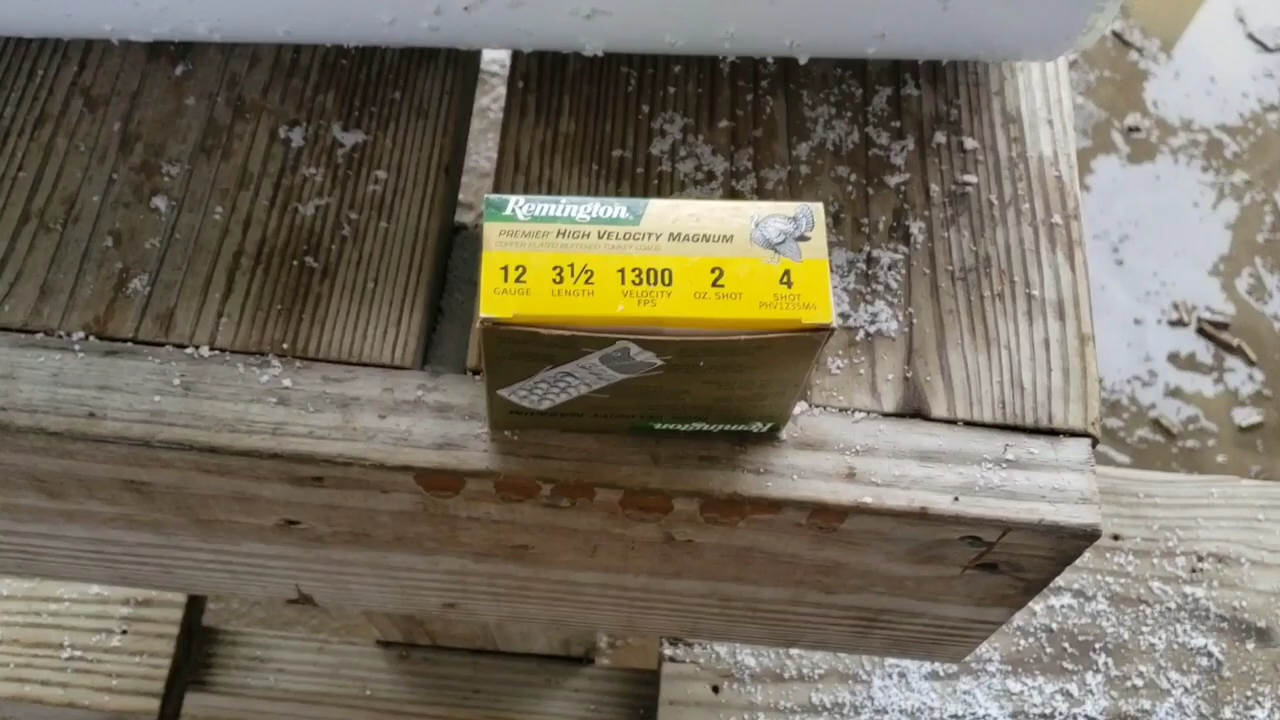 Remington
PREMIER HIGH VELOCITY MAGNUM
COPPER PLATED BUFFERED TURKEY LOADS
12 3½ 1300 2 4
GAUGE LENGTH VELOCITY OZ. SHOT SHOT
FPS PHV1235M4
Remington